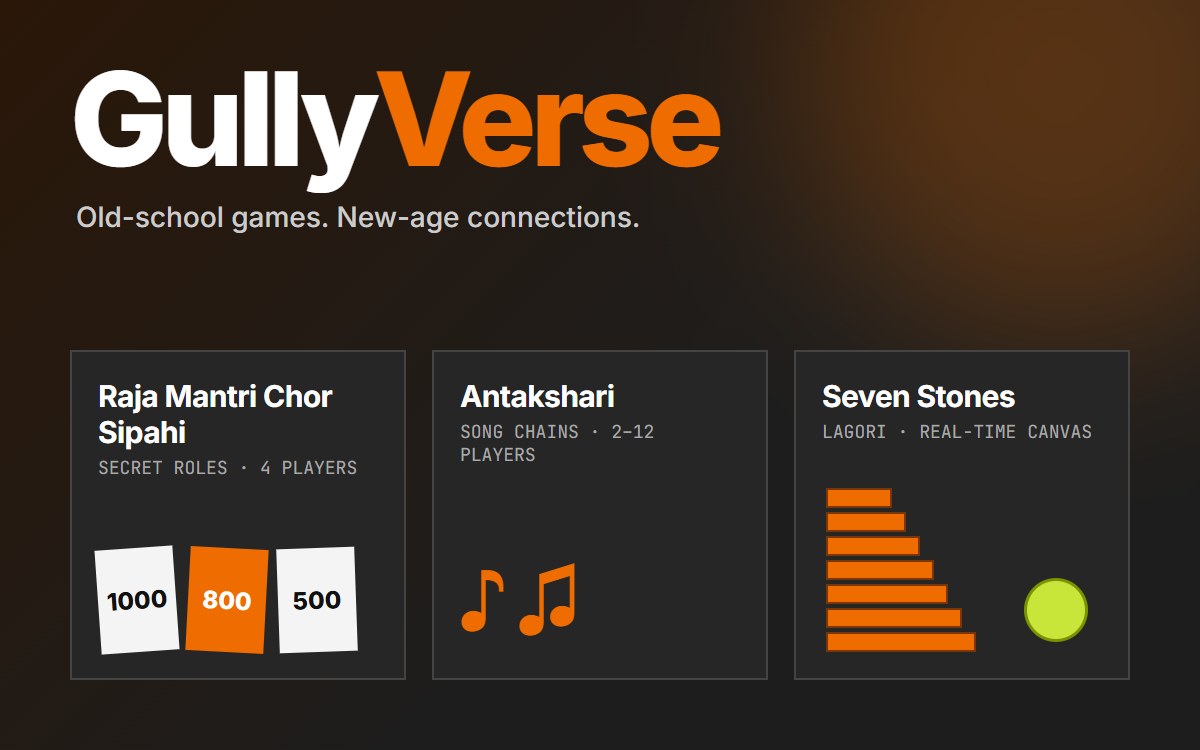 GullyVerse
Old-school games. New-age connections.
Raja Mantri Chor
Sipahi
SECRET ROLES · 4 PLAYERS
1000
800
500
Antakshari
SONG CHAINS · 2–12
PLAYERS
Seven Stones
LAGORI · REAL-TIME CANVAS